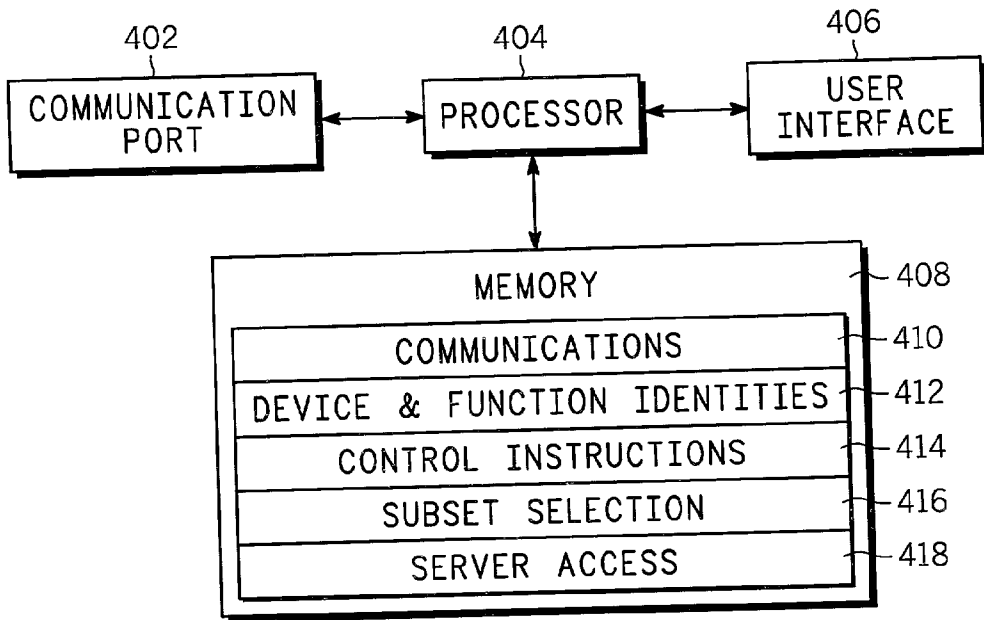 402
404
406
COMMUNICATION
PORT
PROCESSOR
USER
INTERFACE
MEMORY
408
COMMUNICATIONS
410
DEVICE & FUNCTION IDENTITIES
412
CONTROL INSTRUCTIONS
414
SUBSET SELECTION
416
SERVER ACCESS
418